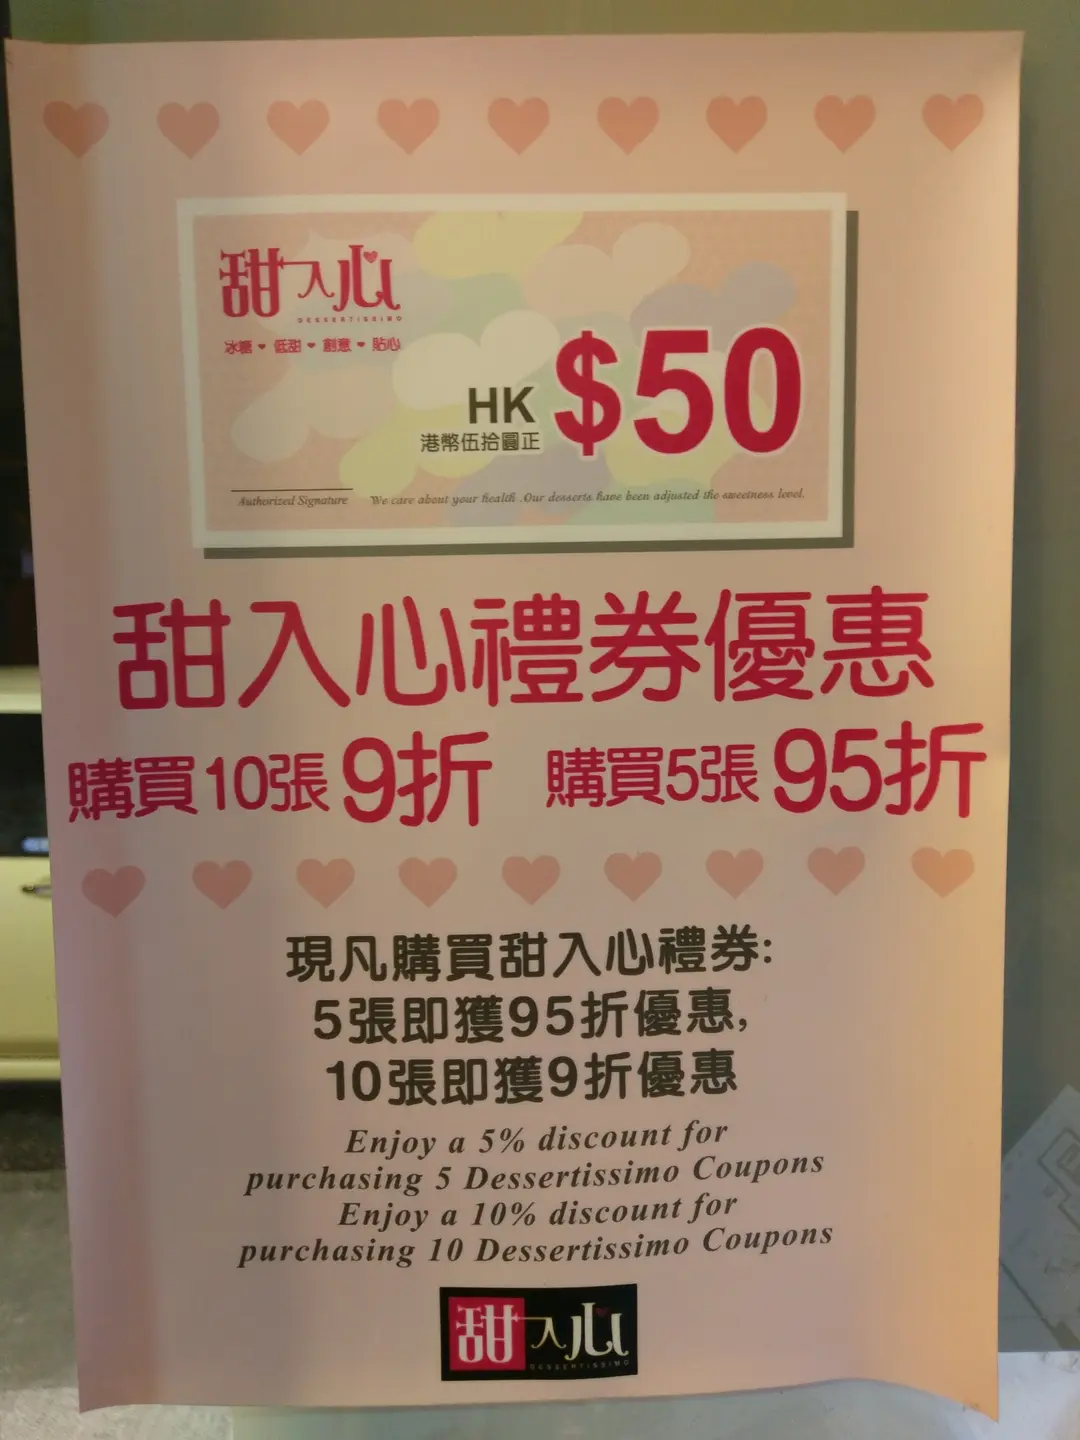 甜入心
DESSERTISSIMO
冰糖❤低甜❤創意❤貼心
HK $50
港幣伍拾圓正
Authorized Signature We care about your health .Our desserts have been adjusted the sweetness level.
甜入心禮券優惠
購買10張9折 購買5張95折
現凡購買甜入心禮券:
5張即獲95折優惠,
10張即獲9折優惠
Enjoy a 5% discount for
purchasing 5 Dessertissimo Coupons
Enjoy a 10% discount for
purchasing 10 Dessertissimo Coupons
甜入心
DESSERTISSIMO